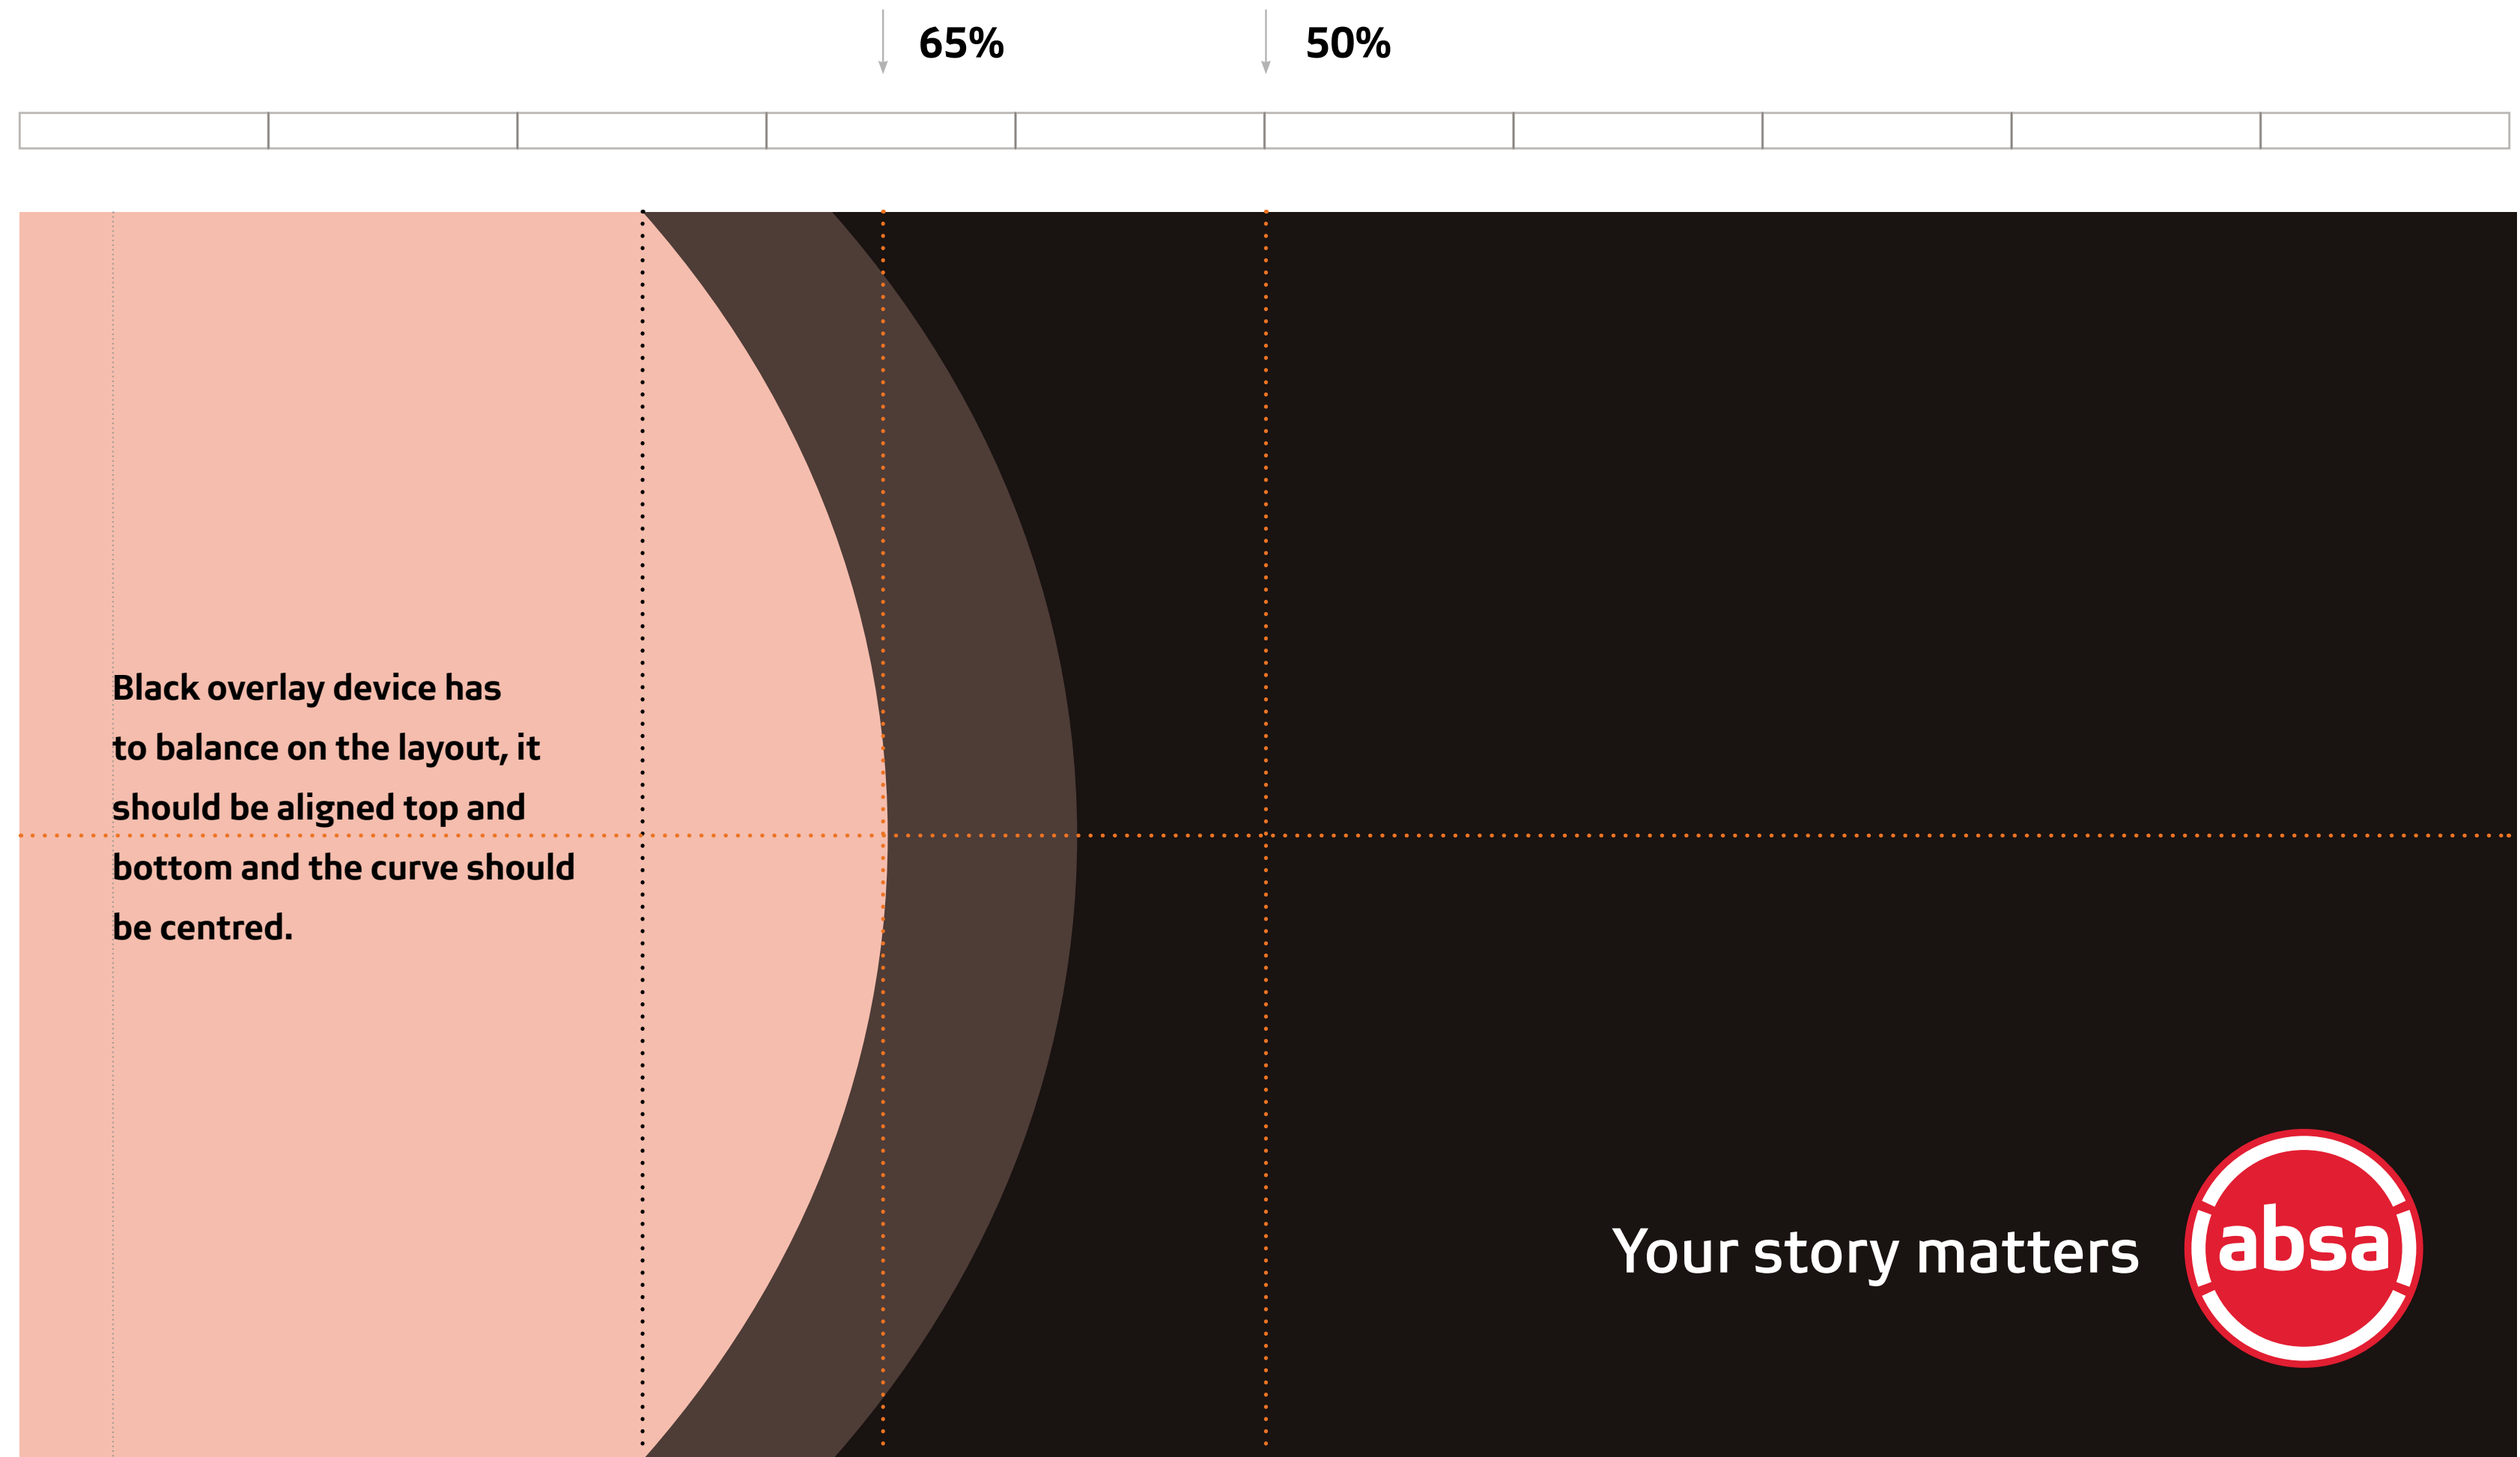 65% 50%
Black overlay device has
to balance on the layout, it
should be aligned top and
bottom and the curve should
be centred.
Your story matters absa